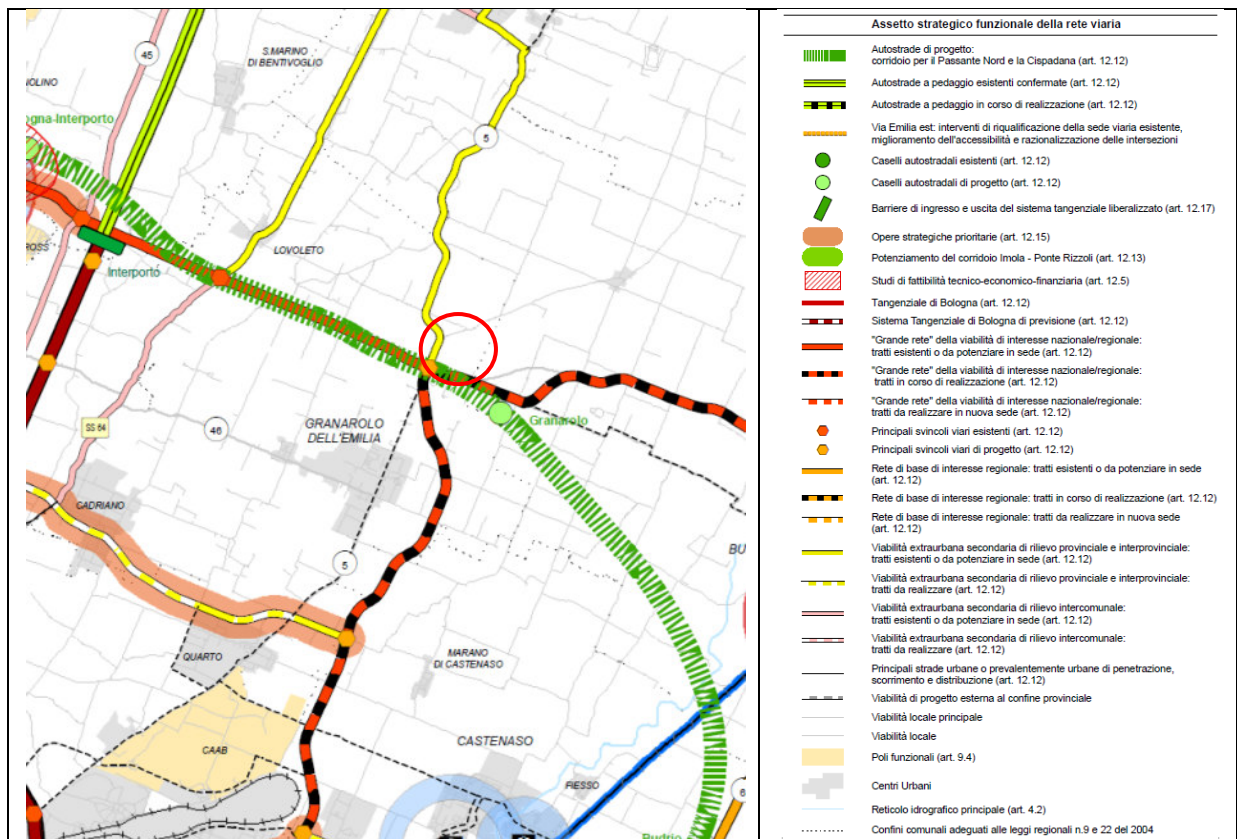 45
S.MARINO
DI BENTIVOGLIO
NOLINO
ogna-Interporto
5
ROSS
LOVOLETO
Interporto
SS 64
46
GRANAROLO
DELL'EMILIA
Granarolo
CADRIANO
5
BU
QUARTO
MARANO
DI CASTENASO
CAAB
CASTENASO
FIESSO
6
Budrio
Assetto strategico funzionale della rete viaria
Autostrade di progetto:
corridoio per il Passante Nord e la Cispadana (art. 12.12)
Autostrade a pedaggio esistenti confermate (art. 12.12)
Autostrade a pedaggio in corso di realizzazione (art. 12.12)
Via Emilia est: interventi di riqualificazione della sede viaria esistente,
miglioramento dell'accessibilità e razionalizzazione delle intersezioni
Caselli autostradali esistenti (art. 12.12)
Caselli autostradali di progetto (art. 12.12)
Barriere di ingresso e uscita del sistema tangenziale liberalizzato (art. 12.17)
Opere strategiche prioritarie (art. 12.15)
Potenziamento del corridoio Imola - Ponte Rizzoli (art. 12.13)
Studi di fattibilità tecnico-economico-finanziaria (art. 12.5)
Tangenziale di Bologna (art. 12.12)
Sistema Tangenziale di Bologna di previsione (art. 12.12)
"Grande rete" della viabilità di interesse nazionale/regionale:
tratti esistenti o da potenziare in sede (art. 12.12)
"Grande rete" della viabilità di interesse nazionale/regionale:
tratti in corso di realizzazione (art. 12.12)
"Grande rete" della viabilità di interesse nazionale/regionale:
tratti da realizzare in nuova sede (art. 12.12)
Principali svincoli viari esistenti (art. 12.12)
Principali svincoli viari di progetto (art. 12.12)
Rete di base di interesse regionale: tratti esistenti o da potenziare in sede
(art. 12.12)
Rete di base di interesse regionale: tratti in corso di realizzazione (art. 12.12)
Rete di base di interesse regionale: tratti da realizzare in nuova sede
(art. 12.12)
Viabilità extraurbana secondaria di rilievo provinciale e interprovinciale:
tratti esistenti o da potenziare in sede (art. 12.12)
Viabilità extraurbana secondaria di rilievo provinciale e interprovinciale:
tratti da realizzare (art. 12.12)
Viabilità extraurbana secondaria di rilievo intercomunale:
tratti esistenti o da potenziare in sede (art. 12.12)
Viabilità extraurbana secondaria di rilievo intercomunale:
tratti da realizzare (art. 12.12)
Principali strade urbane o prevalentemente urbane di penetrazione,
scorrimento e distribuzione (art. 12.12)
Viabilità di progetto esterna al confine provinciale
Viabilità locale principale
Viabilità locale
Poli funzionali (art. 9.4)
Centri Urbani
Reticolo idrografico principale (art. 4.2)
Confini comunali adeguati alle leggi regionali n.9 e 22 del 2004